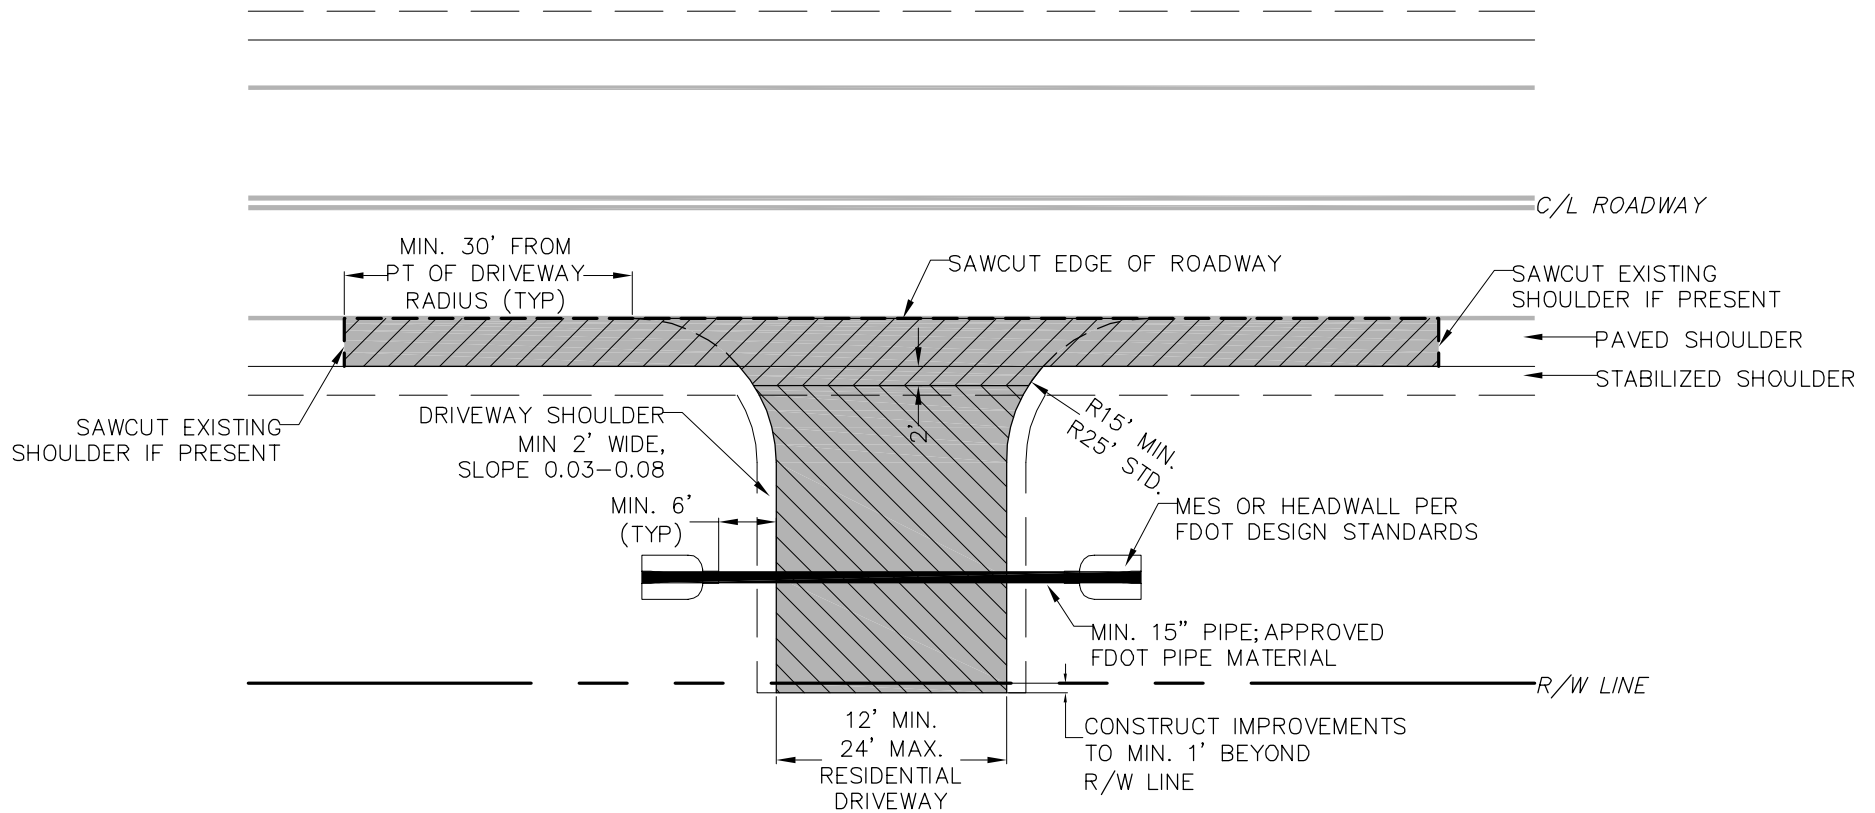 C/L ROADWAY
MIN. 30' FROM
PT OF DRIVEWAY
RADIUS (TYP)
SAWCUT EDGE OF ROADWAY
SAWCUT EXISTING
SHOULDER IF PRESENT
PAVED SHOULDER
STABILIZED SHOULDER
SAWCUT EXISTING
SHOULDER IF PRESENT
DRIVEWAY SHOULDER
MIN 2' WIDE,
SLOPE 0.03-0.08
2'
R15' MIN.
R25' STD.
MIN. 6'
(TYP)
MES OR HEADWALL PER
FDOT DESIGN STANDARDS
MIN. 15" PIPE; APPROVED
FDOT PIPE MATERIAL
R/W LINE
12' MIN.
24' MAX.
RESIDENTIAL
DRIVEWAY
CONSTRUCT IMPROVEMENTS
TO MIN. 1' BEYOND
R/W LINE